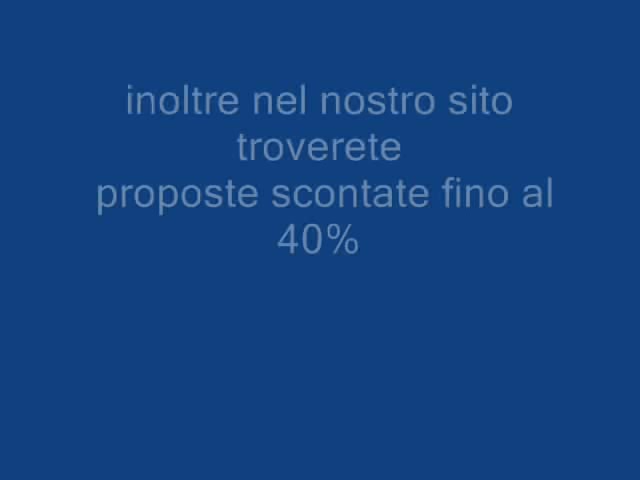 inoltre nel nostro sito
troverete
proposte scontate fino al
40%